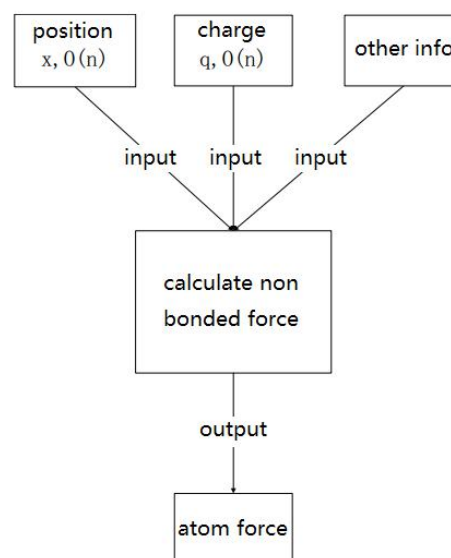 position
x, O(n)
charge
q, O(n)
other info
input
input
input
calculate non
bonded force
output
atom force